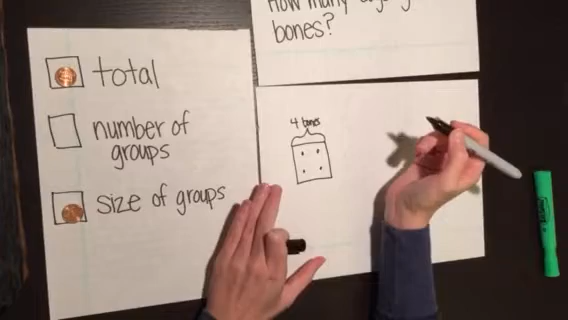 How many
bones?
total
number of
groups
size of groups
4 bones